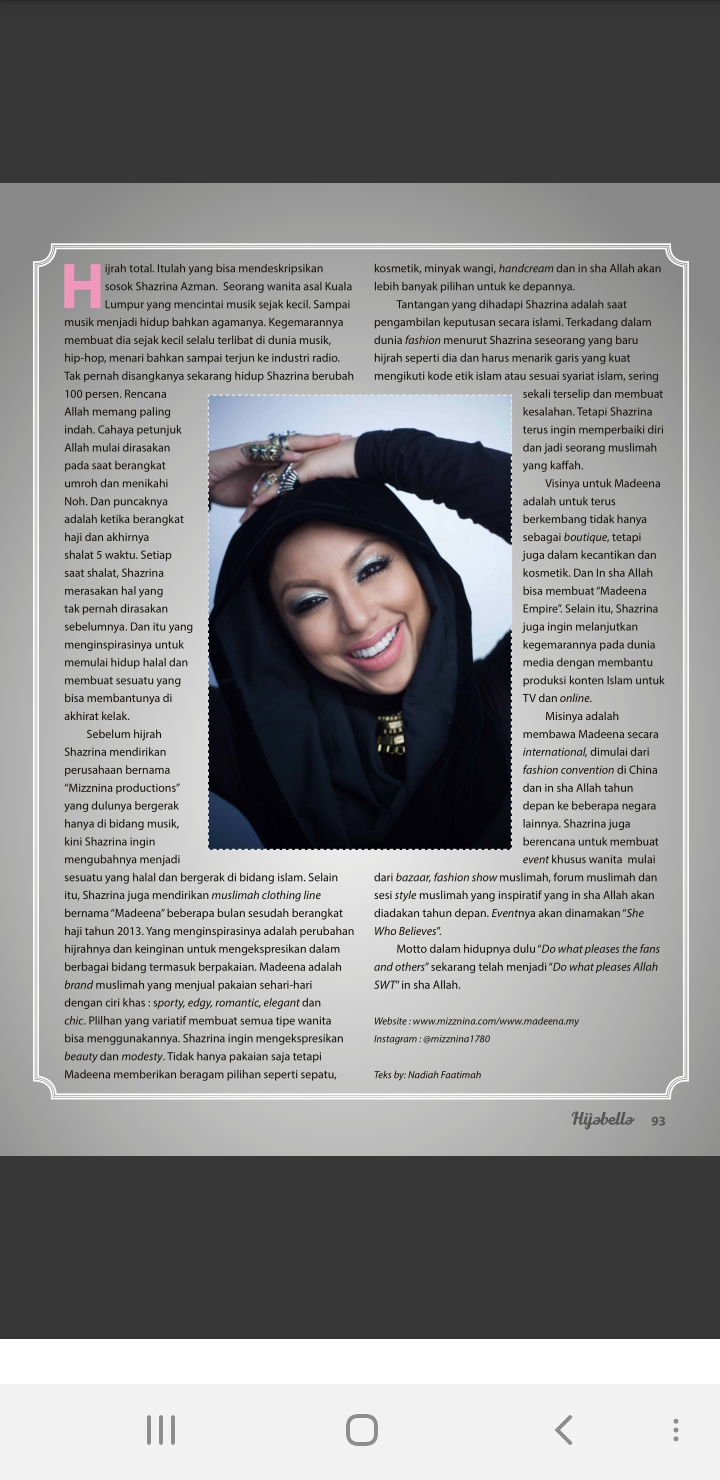 Hijrah total. Itulah yang bisa mendeskripsikan
sosok Shazrina Azman.  Seorang wanita asal Kuala
Lumpur yang mencintai musik sejak kecil. Sampai
musik menjadi hidup bahkan agamanya. Kegemarannya
membuat dia sejak kecil selalu terlibat di dunia musik,
hip-hop, menari bahkan sampai terjun ke industri radio.
Tak pernah disangkanya sekarang hidup Shazrina berubah
100 persen. Rencana
Allah memang paling
indah. Cahaya petunjuk
Allah mulai dirasakan
pada saat berangkat
umroh dan menikahi
Noh. Dan puncaknya
adalah ketika berangkat
haji dan akhirnya
shalat 5 waktu. Setiap
saat shalat, Shazrina
merasakan hal yang
tak pernah dirasakan
sebelumnya. Dan itu yang
menginspirasinya untuk
memulai hidup halal dan
membuat sesuatu yang
bisa membantunya di
akhirat kelak.
Sebelum hijrah
Shazrina mendirikan
perusahaan bernama
“Mizznina productions”
yang dulunya bergerak
hanya di bidang musik,
kini Shazrina ingin
mengubahnya menjadi
sesuatu yang halal dan bergerak di bidang islam. Selain
itu, Shazrina juga mendirikan muslimah clothing line
bernama “Madeena” beberapa bulan sesudah berangkat
haji tahun 2013. Yang menginspirasinya adalah perubahan
hijrahnya dan keinginan untuk mengekspresikan dalam
berbagai bidang termasuk berpakaian. Madeena adalah
brand muslimah yang menjual pakaian sehari-hari
dengan ciri khas : sporty, edgy, romantic, elegant dan
chic. Plilhan yang variatif membuat semua tipe wanita
bisa menggunakannya. Shazrina ingin mengekspresikan
beauty dan modesty. Tidak hanya pakaian saja tetapi
Madeena memberikan beragam pilihan seperti sepatu,
kosmetik, minyak wangi, handcream dan in sha Allah akan
lebih banyak pilihan untuk ke depannya.
Tantangan yang dihadapi Shazrina adalah saat
pengambilan keputusan secara islami. Terkadang dalam
dunia fashion menurut Shazrina seseorang yang baru
hijrah seperti dia dan harus menarik garis yang kuat
mengikuti kode etik islam atau sesuai syariat islam, sering
sekali terselip dan membuat
kesalahan. Tetapi Shazrina
terus ingin memperbaiki diri
dan jadi seorang muslimah
yang kaffah.
Visinya untuk Madeena
adalah untuk terus
berkembang tidak hanya
sebagai boutique, tetapi
juga dalam kecantikan dan
kosmetik. Dan In sha Allah
bisa membuat “Madeena
Empire”. Selain itu, Shazrina
juga ingin melanjutkan
kegemarannya pada dunia
media dengan membantu
produksi konten Islam untuk
TV dan online.
Misinya adalah
membawa Madeena secara
international, dimulai dari
fashion convention di China
dan in sha Allah tahun
depan ke beberapa negara
lainnya. Shazrina juga
berencana untuk membuat
event khusus wanita  mulai
dari bazaar, fashion show muslimah, forum muslimah dan
sesi style muslimah yang inspiratif yang in sha Allah akan
diadakan tahun depan. Eventnya akan dinamakan “She
Who Believes”.
Motto dalam hidupnya dulu “Do what pleases the fans
and others” sekarang telah menjadi “Do what pleases Allah
SWT” in sha Allah.
Website : www.mizznina.com/www.madeena.my
Instagram : @mizznina1780
Teks by: Nadiah Faatimah
Hijabella 93